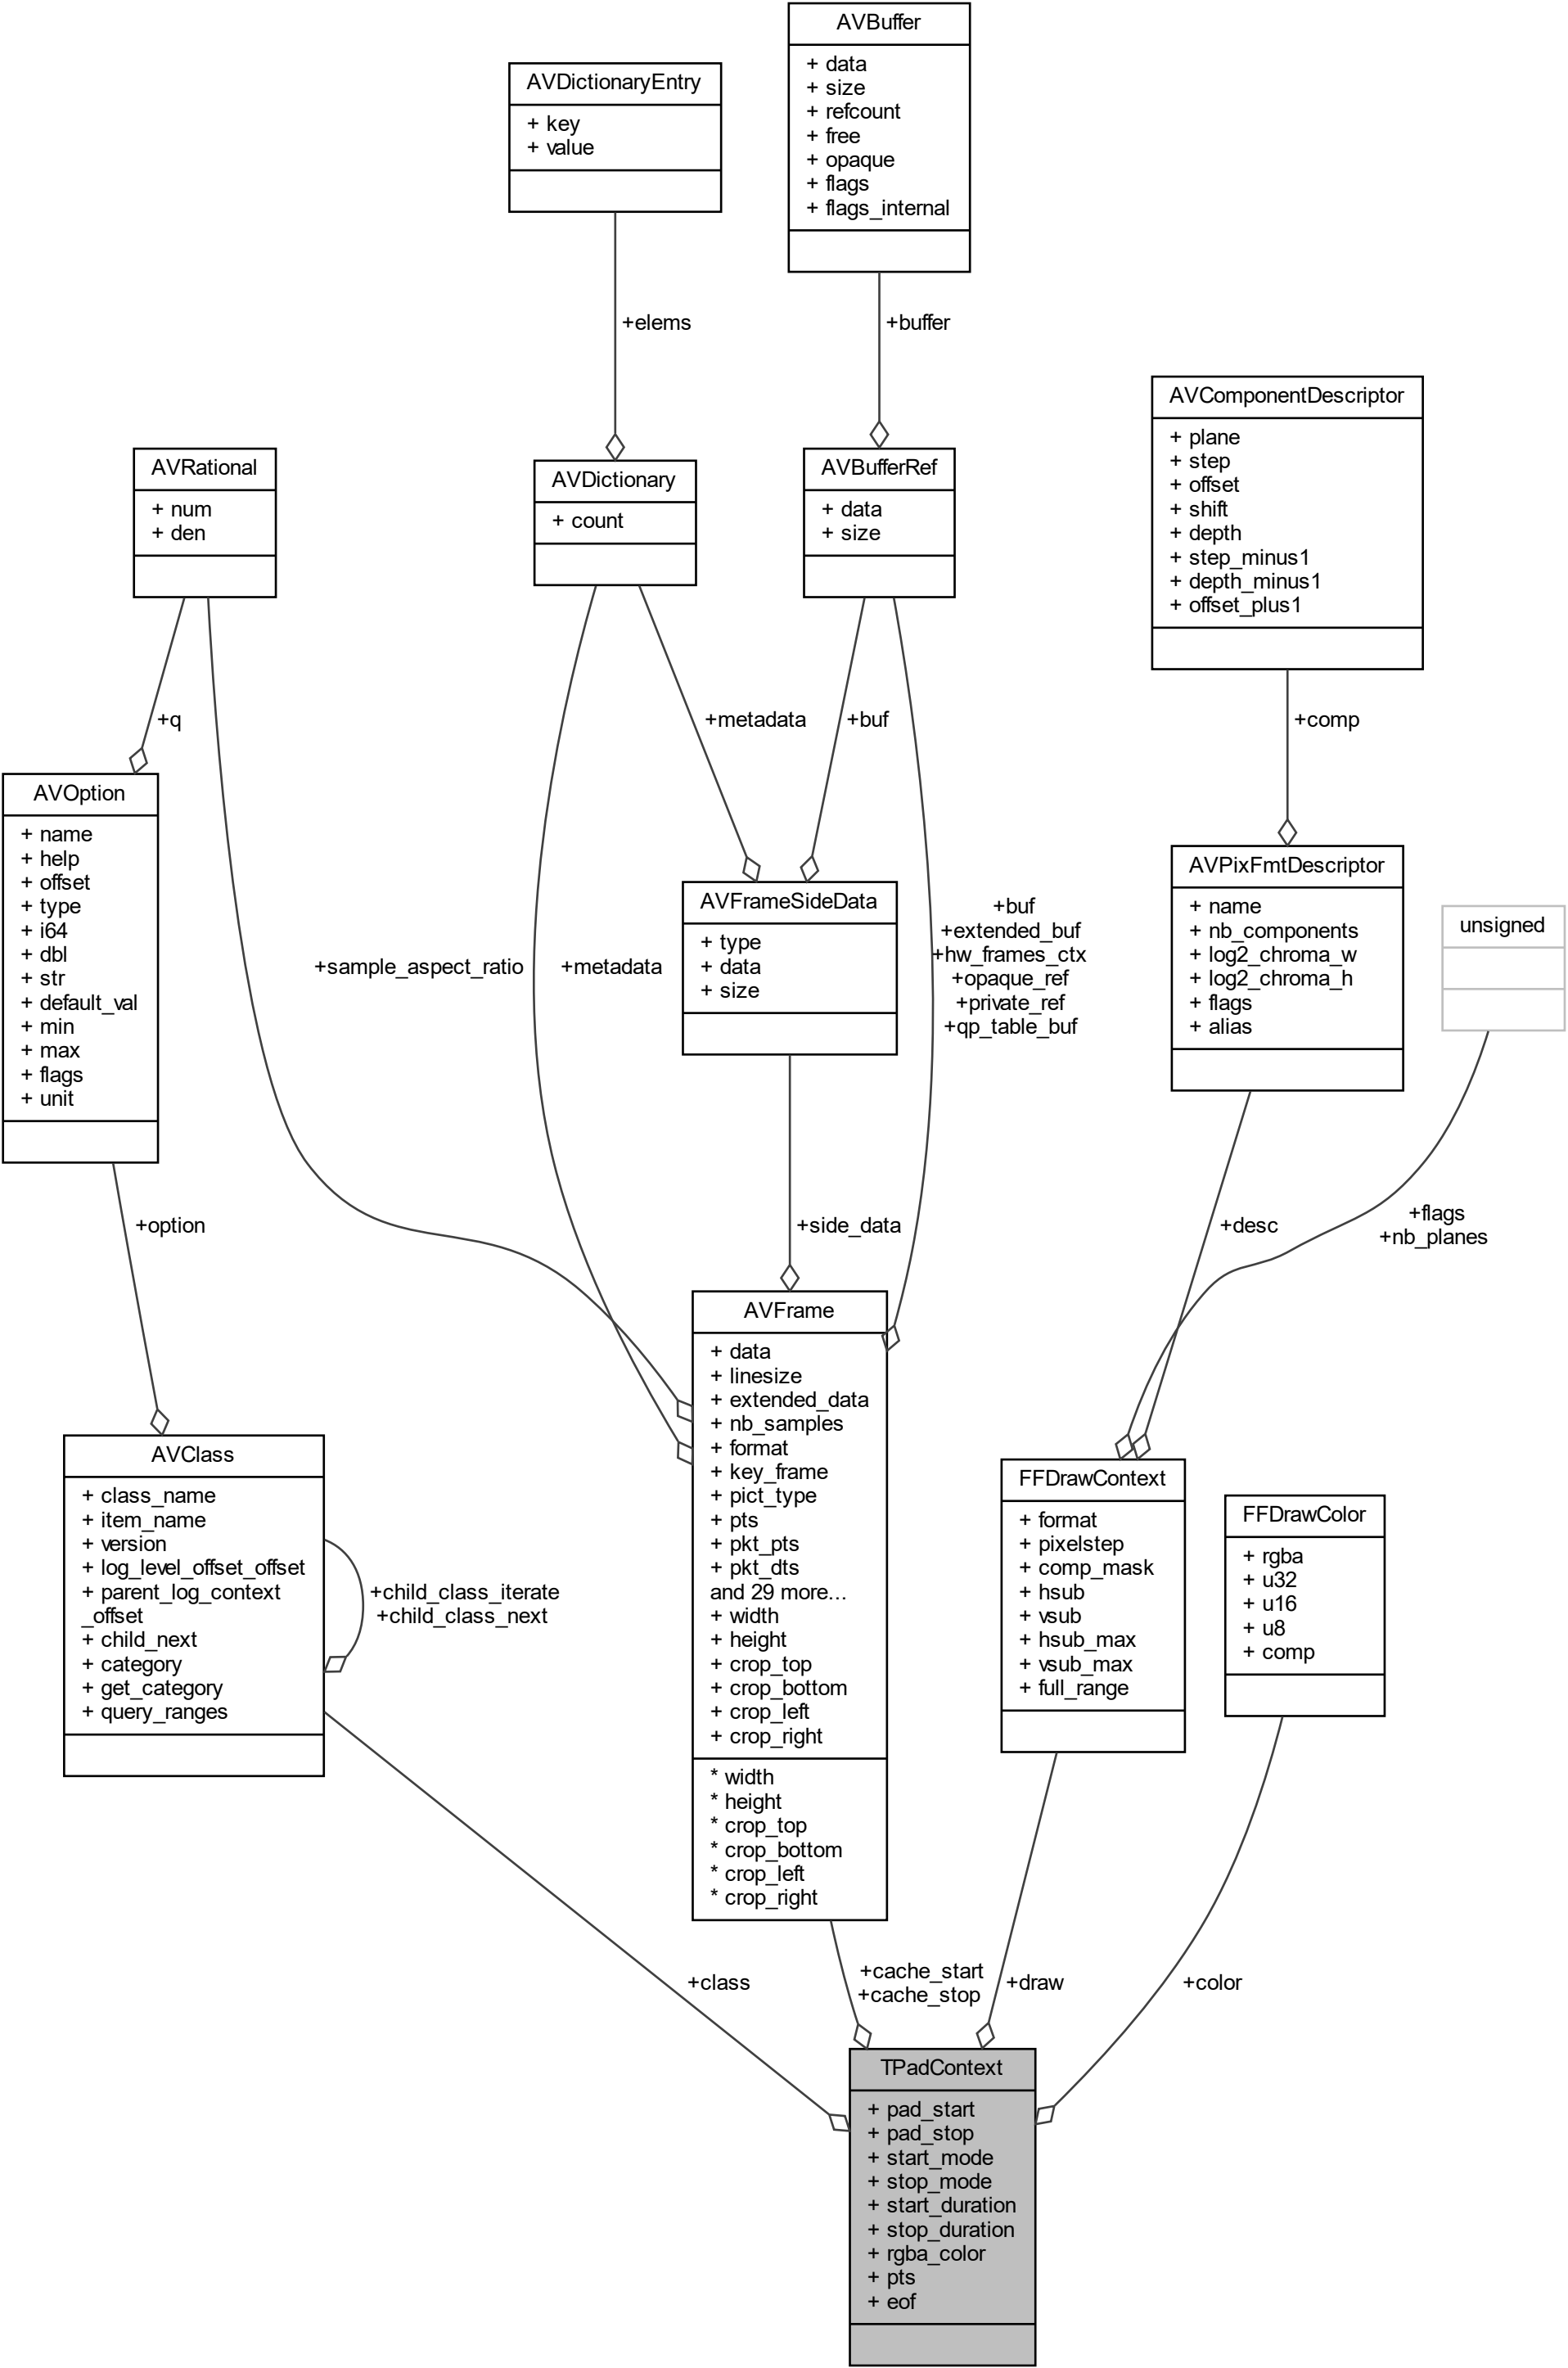 AVBuffer
+ data
+ size
+ refcount
+ free
+ opaque
+ flags
+ flags_internal
AVDictionaryEntry
+ key
+ value
+elems
+buffer
AVComponentDescriptor
+ plane
+ step
+ offset
+ shift
+ depth
+ step_minus1
+ depth_minus1
+ offset_plus1
AVRational
+ num
+ den
AVDictionary
+ count
AVBufferRef
+ data
+ size
+q
+metadata
+buf
+comp
AVOption
+ name
+ help
+ offset
+ type
+ i64
+ dbl
+ str
+ default_val
+ min
+ max
+ flags
+ unit
+sample_aspect_ratio
+metadata
AVFrameSideData
+ type
+ data
+ size
+buf
+extended_buf
+hw_frames_ctx
+opaque_ref
+private_ref
+qp_table_buf
AVPixFmtDescriptor
+ name
+ nb_components
+ log2_chroma_w
+ log2_chroma_h
+ flags
+ alias
unsigned
+option
+side_data
+desc
+flags
+nb_planes
AVClass
+ class_name
+ item_name
+ version
+ log_level_offset_offset
+ parent_log_context
_offset
+ child_next
+ category
+ get_category
+ query_ranges
+child_class_iterate
+child_class_next
AVFrame
+ data
+ linesize
+ extended_data
+ nb_samples
+ format
+ key_frame
+ pict_type
+ pts
+ pkt_pts
+ pkt_dts
and 29 more...
+ width
+ height
+ crop_top
+ crop_bottom
+ crop_left
+ crop_right
* width
* height
* crop_top
* crop_bottom
* crop_left
* crop_right
FFDrawContext
+ format
+ pixelstep
+ comp_mask
+ hsub
+ vsub
+ hsub_max
+ vsub_max
+ full_range
FFDrawColor
+ rgba
+ u32
+ u16
+ u8
+ comp
+class
+cache_start
+cache_stop
+draw
+color
TPadContext
+ pad_start
+ pad_stop
+ start_mode
+ stop_mode
+ start_duration
+ stop_duration
+ rgba_color
+ pts
+ eof